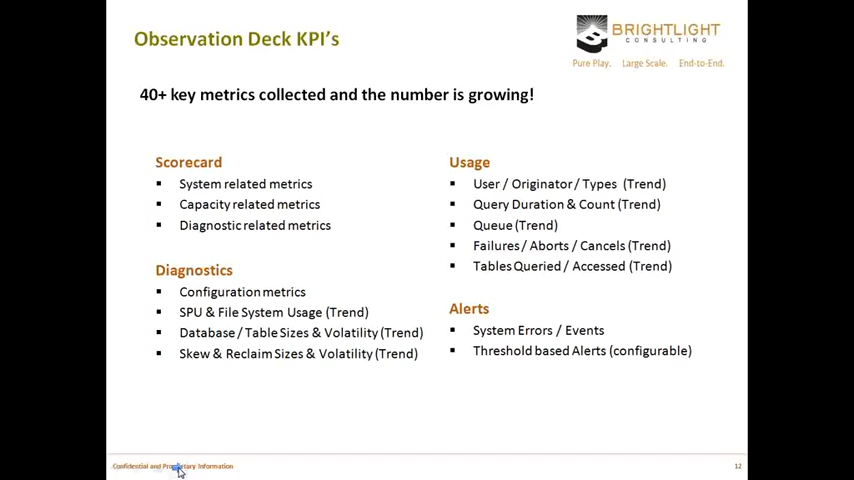 Observation Deck KPI's
BRIGHTLIGHT
CONSULTING
Pure Play. Large Scale. End-to-End.
40+ key metrics collected and the number is growing!
Scorecard
▪ System related metrics
▪ Capacity related metrics
▪ Diagnostic related metrics
Diagnostics
▪ Configuration metrics
▪ SPU & File System Usage (Trend)
▪ Database / Table Sizes & Volatility (Trend)
▪ Skew & Reclaim Sizes & Volatility (Trend)
Usage
▪ User / Originator / Types (Trend)
▪ Query Duration & Count (Trend)
▪ Queue (Trend)
▪ Failures / Aborts / Cancels (Trend)
▪ Tables Queried / Accessed (Trend)
Alerts
▪ System Errors / Events
▪ Threshold based Alerts (configurable)
Confidential and Proprietary Information
12